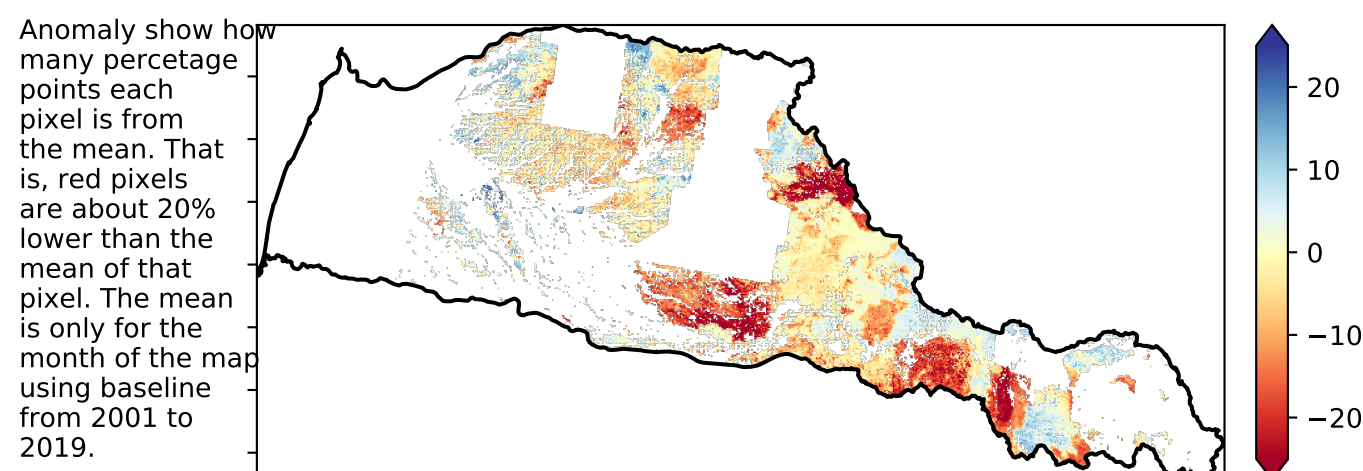 Anomaly show how
many percetage
points each
pixel is from
the mean. That
is, red pixels
are about 20%
lower than the
mean of that
pixel. The mean
is only for the
month of the map
using baseline
from 2001 to
2019.
20
10
0
−10
−20